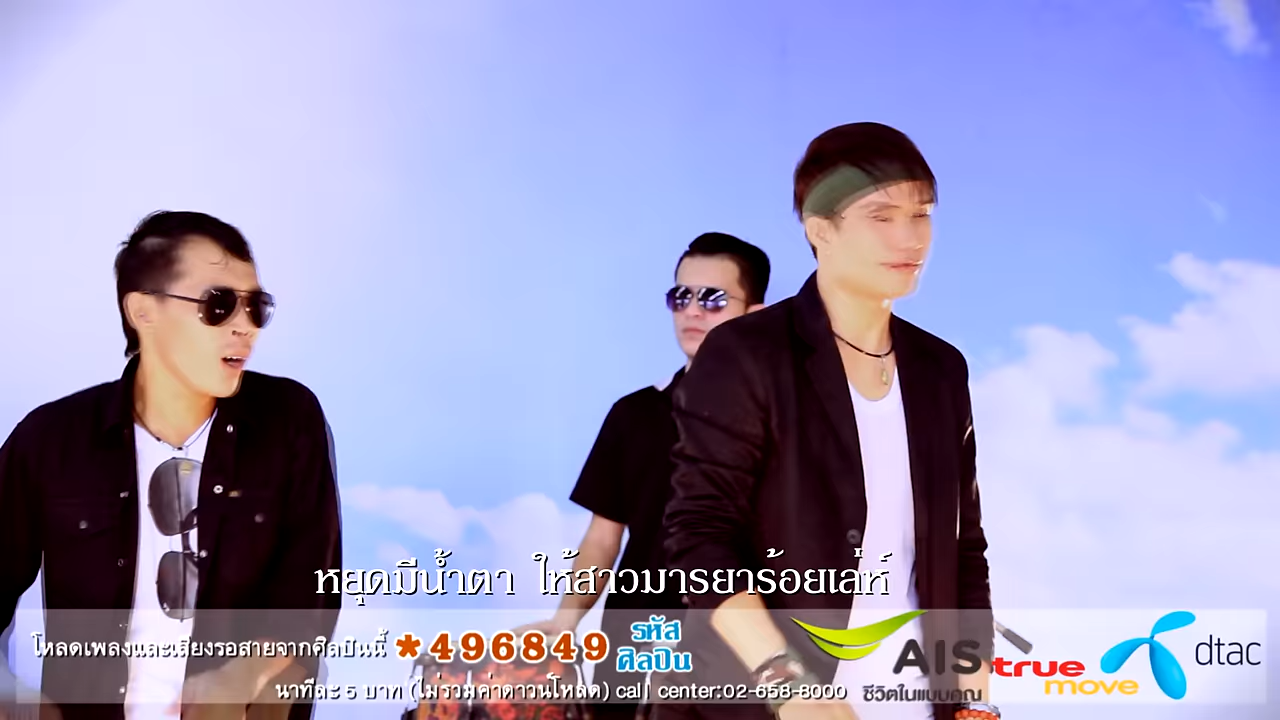 หยุดมีน้ำตา ให้สาวมารยาร้อยเล่ห์
โหลดเพลงและเสียงรอสายจากศิลปินนี้ *496849 รหัสศิลปิน
นาทีละ 5 บาท (ไม่รวมค่าดาวน์โหลด) call center:02-658-8000
AIS
ชีวิตในแบบคุณ
true move
dtac